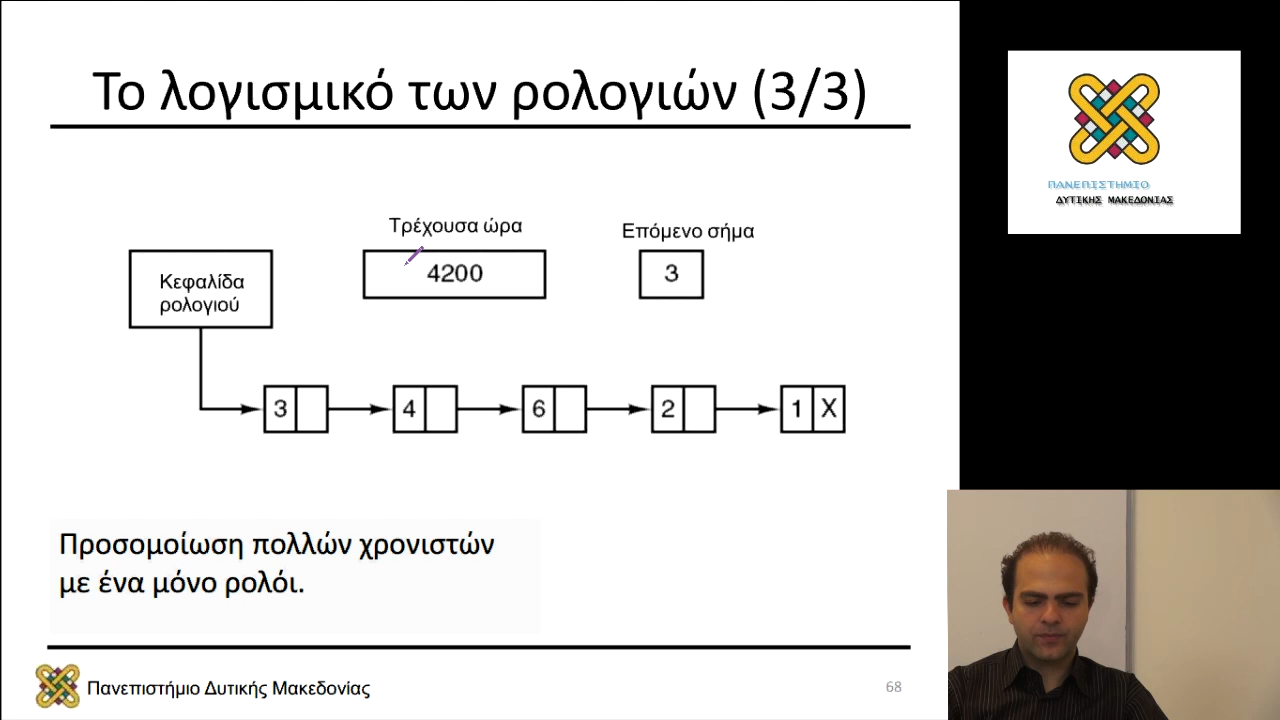 Το λογισμικό των ρολογιών (3/3)
Τρέχουσα ώρα
Επόμενο σήμα
Κεφαλίδα
ρολογιού
4200
3
3
4
6
2
1 X
Προσομοίωση πολλών χρονιστών
με ένα μόνο ρολόι.
Πανεπιστήμιο Δυτικής Μακεδονίας
68
ΠΑΝΕΠΙΣΤΗΜΙΟ
ΔΥΤΙΚΗΣ ΜΑΚΕΔΟΝΙΑΣ